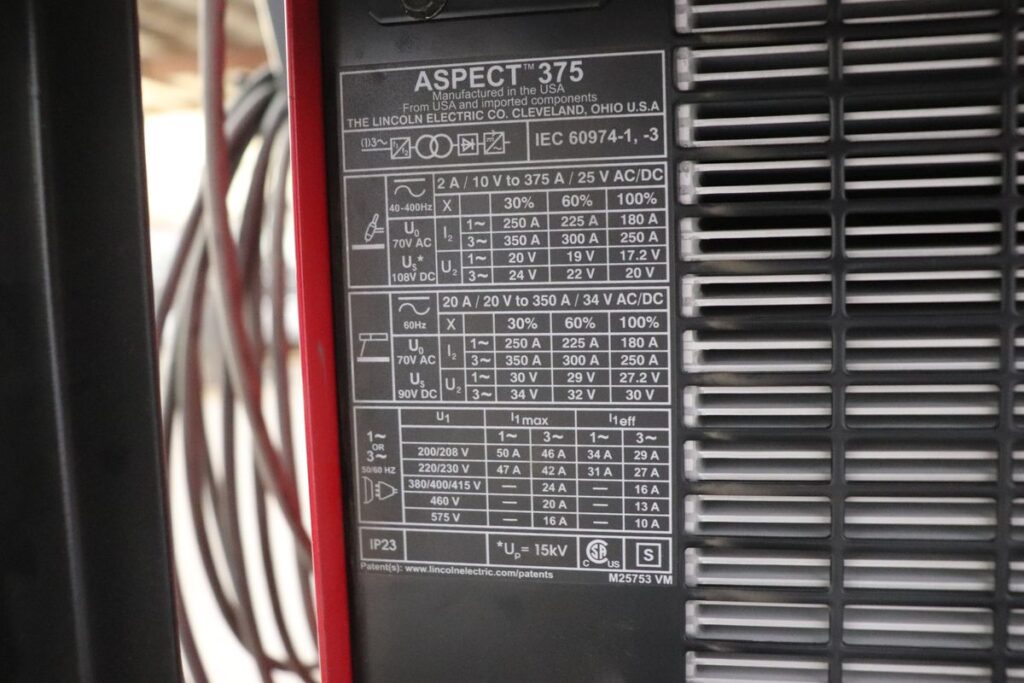 ASPECT™ 375
Manufactured in the USA
From USA and imported components
THE LINCOLN ELECTRIC CO. CLEVELAND, OHIO U.S.A
(1)3~ f1 f2 IEC 60974-1, -3
2 A / 10 V to 375 A / 25 V AC/DC
40-400Hz X 30% 60% 100%
U0 70V AC I2 1~ 250 A 225 A 180 A
3~ 350 A 300 A 250 A
US* 108V DC U2 1~ 20 V 19 V 17.2 V
3~ 24 V 22 V 20 V
20 A / 20 V to 350 A / 34 V AC/DC
60Hz X 30% 60% 100%
U0 70V AC I2 1~ 250 A 225 A 180 A
3~ 350 A 300 A 250 A
US 90V DC U2 1~ 30 V 29 V 27.2 V
3~ 34 V 32 V 30 V
U1 I1max I1eff
1~ OR 3~ 50/60 HZ
1~ 3~ 1~ 3~
200/208 V 50 A 46 A 34 A 29 A
220/230 V 47 A 42 A 31 A 27 A
380/400/415 V — 24 A — 16 A
460 V — 20 A — 13 A
575 V — 16 A — 10 A
IP23 *Up = 15kV C SA US S
Patent(s): www.lincolnelectric.com/patents M25753 VM